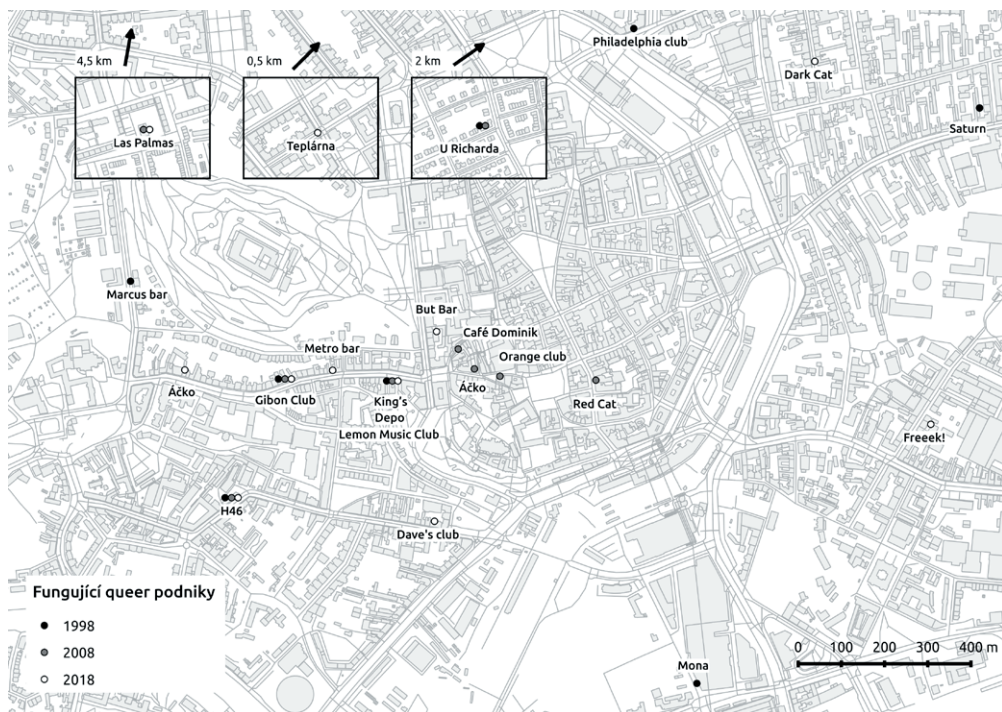 Philadelphia club
4,5 km
0,5 km
2 km
Dark Cat
Saturn
Las Palmas
Teplárna
U Richarda
Marcus bar
But Bar
Café Dominik
Metro bar
Orange club
Áčko
Gibon Club
King's
Depo
Lemon Music Club
Áčko
Red Cat
Freeek!
H46
Dave's club
Fungující queer podniky
1998
2008
2018
Mona
0 100 200 300 400 m